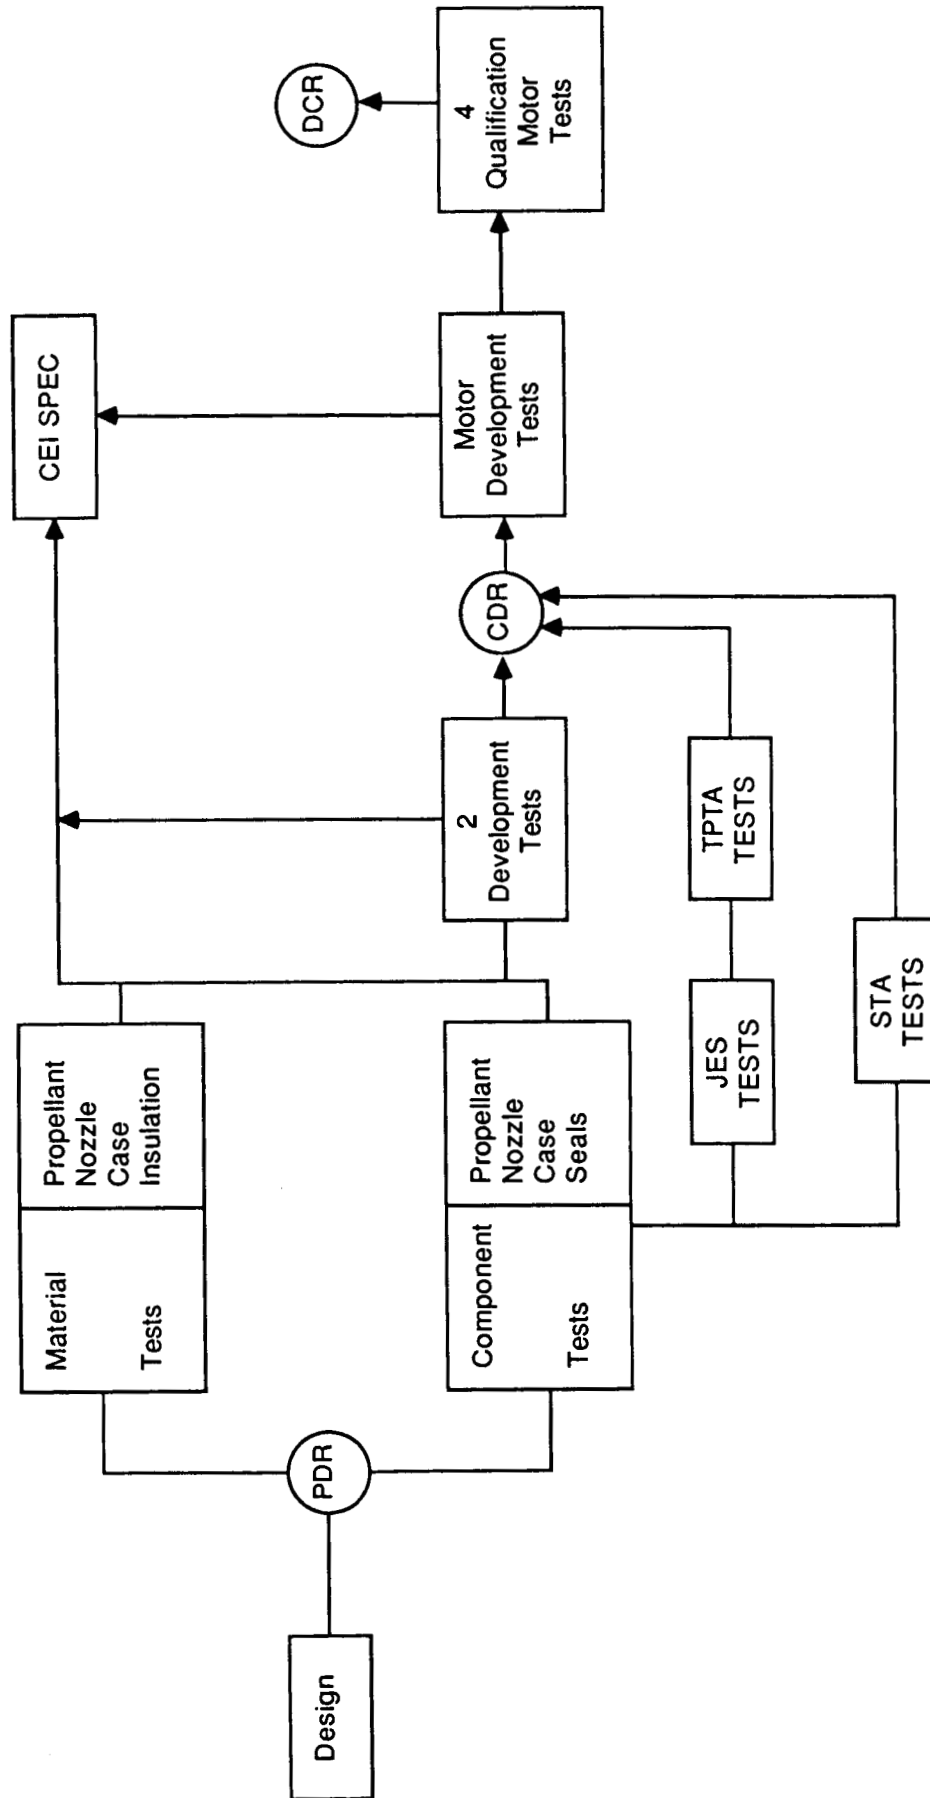 Design
PDR
Material
Tests
Propellant
Nozzle
Case
Insulation
Component
Tests
Propellant
Nozzle
Case
Seals
2
Development
Tests
JES
TESTS
TPTA
TESTS
STA
TESTS
CDR
CEI SPEC
Motor
Development
Tests
4
Qualification
Motor
Tests
DCR